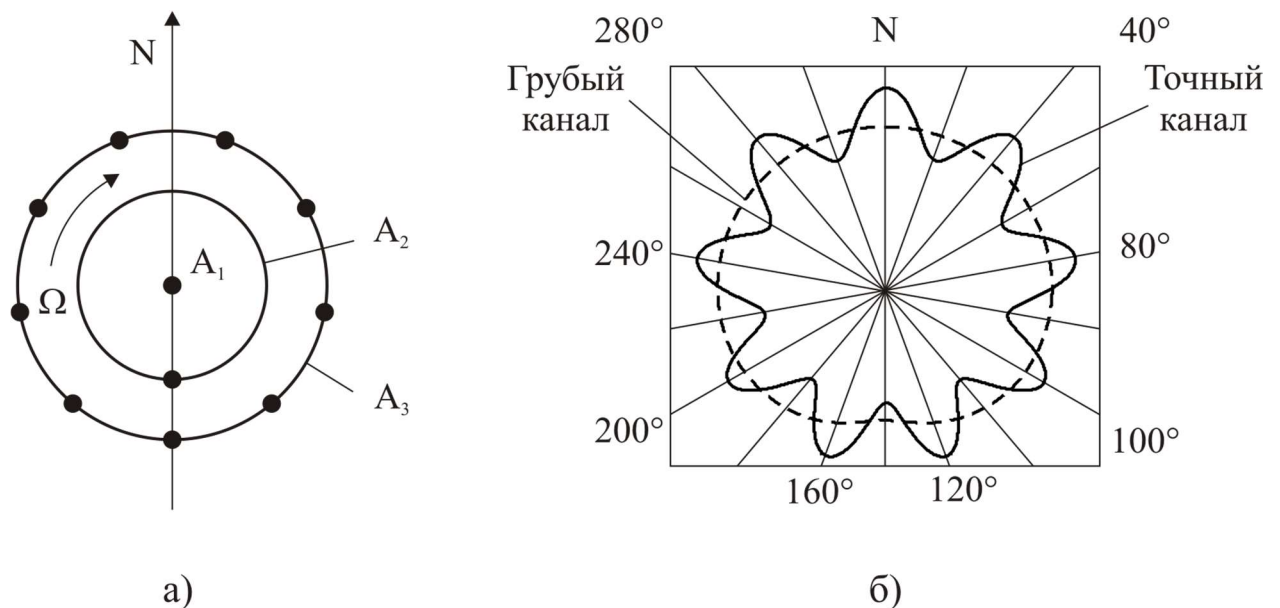 N
A₁
A₂
Ω
A₃
а)
280°
N
40°
Грубый
канал
Точный
канал
240°
80°
200°
100°
160°
120°
б)